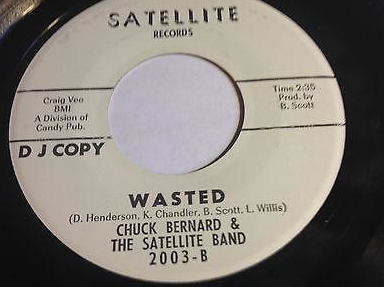 SATELLITE
RECORDS
Craig Vee
BMI
A Division of
Candy Pub.
Time 2:35
Prod. by
B. Scott
D J COPY
WASTED
(D. Henderson, K. Chandler, B. Scott, L. Willis)
CHUCK BERNARD &
THE SATELLITE BAND
2003-B